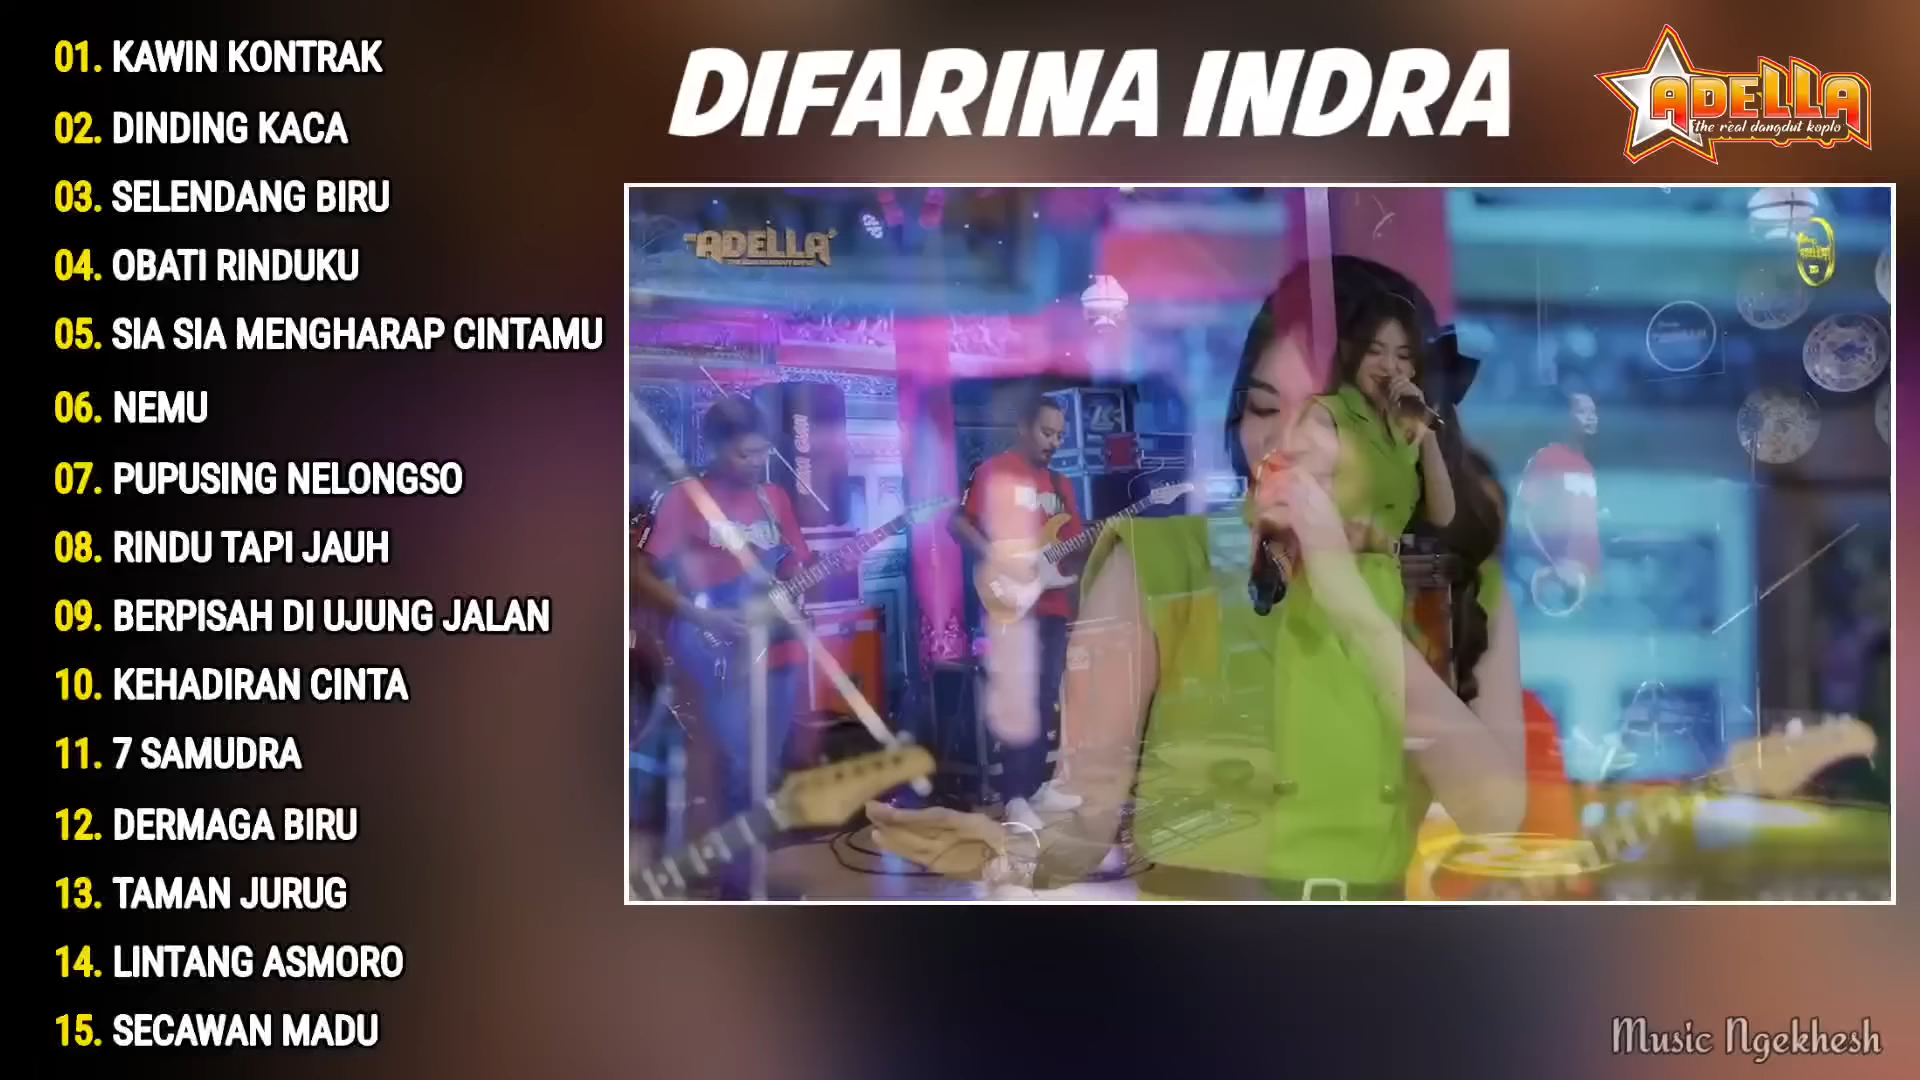 01. KAWIN KONTRAK
02. DINDING KACA
03. SELENDANG BIRU
04. OBATI RINDUKU
05. SIA SIA MENGHARAP CINTAMU
06. NEMU
07. PUPUSING NELONGSO
08. RINDU TAPI JAUH
09. BERPISAH DI UJUNG JALAN
10. KEHADIRAN CINTA
11. 7 SAMUDRA
12. DERMAGA BIRU
13. TAMAN JURUG
14. LINTANG ASMORO
15. SECAWAN MADU
DIFARINA INDRA
ADELLA
the real dangdut koplo
ADELLA
Music Ngekhesh